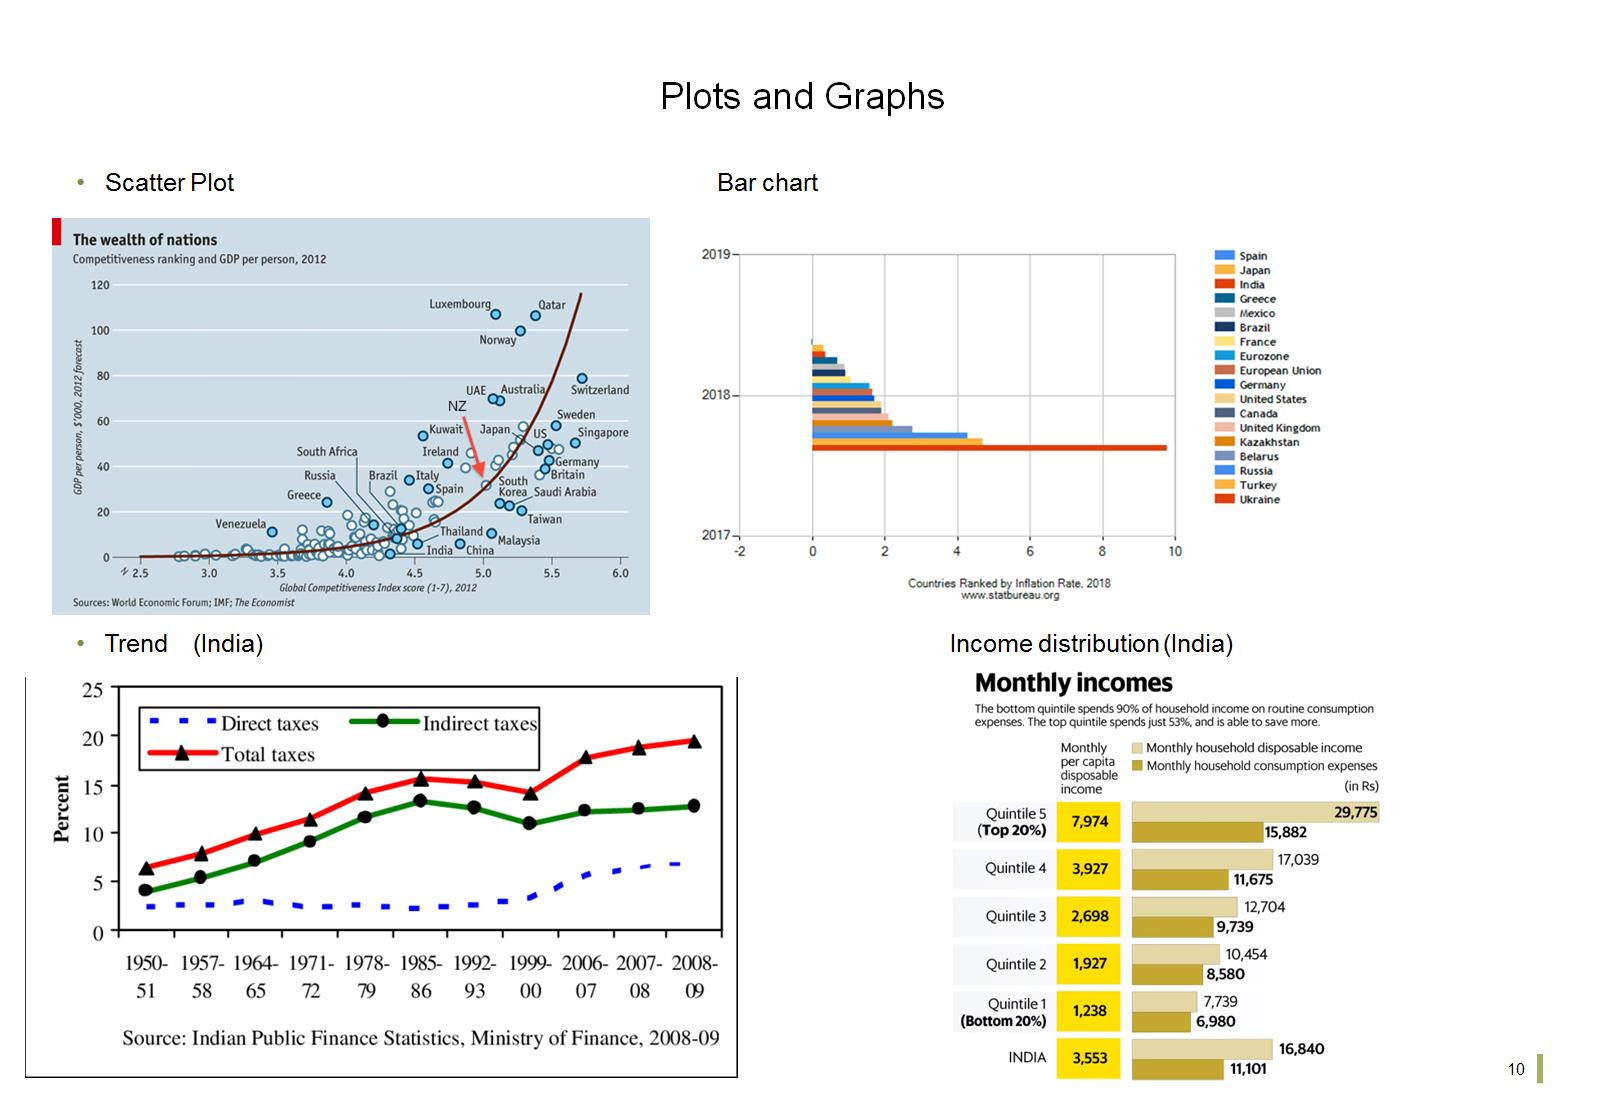 Plots and Graphs
• Scatter Plot
Bar chart
The wealth of nations
Competitiveness ranking and GDP per person, 2012
GDP per person, $'000, 2012 forecast
120
100
80
60
40
20
0
Luxembourg
Qatar
Norway
Switzerland
UAE
Australia
NZ
Sweden
Kuwait
Japan
US
Singapore
South Africa
Ireland
Germany
Russia
Brazil
Italy
Britain
Spain
South
Korea
Saudi Arabia
Greece
Taiwan
Venezuela
Thailand
Malaysia
India
China
2.5 3.0 3.5 4.0 4.5 5.0 5.5 6.0
Global Competitiveness Index score (1-7), 2012
Sources: World Economic Forum; IMF; The Economist
2019
2018
2017
-2 0 2 4 6 8 10
Countries Ranked by Inflation Rate, 2018
www.statbureau.org
Spain
Japan
India
Greece
Mexico
Brazil
France
Eurozone
European Union
Germany
United States
Canada
United Kingdom
Kazakhstan
Belarus
Russia
Turkey
Ukraine
• Trend (India)
Income distribution (India)
Percent
25
20
15
10
5
0
Direct taxes
Indirect taxes
Total taxes
1950- 1957- 1964- 1971- 1978- 1985- 1992- 1999- 2006- 2007- 2008-
51 58 65 72 79 86 93 00 07 08 09
Source: Indian Public Finance Statistics, Ministry of Finance, 2008-09
Monthly incomes
The bottom quintile spends 90% of household income on routine consumption
expenses. The top quintile spends just 53%, and is able to save more.
Monthly
per capita
disposable
income
Monthly household disposable income
Monthly household consumption expenses
(in Rs)
Quintile 5
(Top 20%)
7,974
29,775
15,882
Quintile 4
3,927
17,039
11,675
Quintile 3
2,698
12,704
9,739
Quintile 2
1,927
10,454
8,580
Quintile 1
(Bottom 20%)
1,238
7,739
6,980
INDIA
3,553
16,840
11,101
10